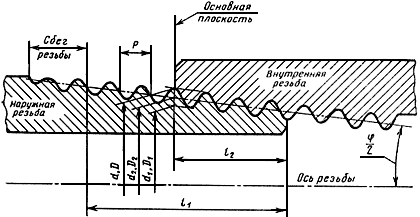 Основная
плоскость
Сбег
резьбы
P
Внутренняя
резьба
Наружная
резьба
d,D
d₂,D₂
d₁,D₁
l₂
φ
2
Ось резьбы
l₁